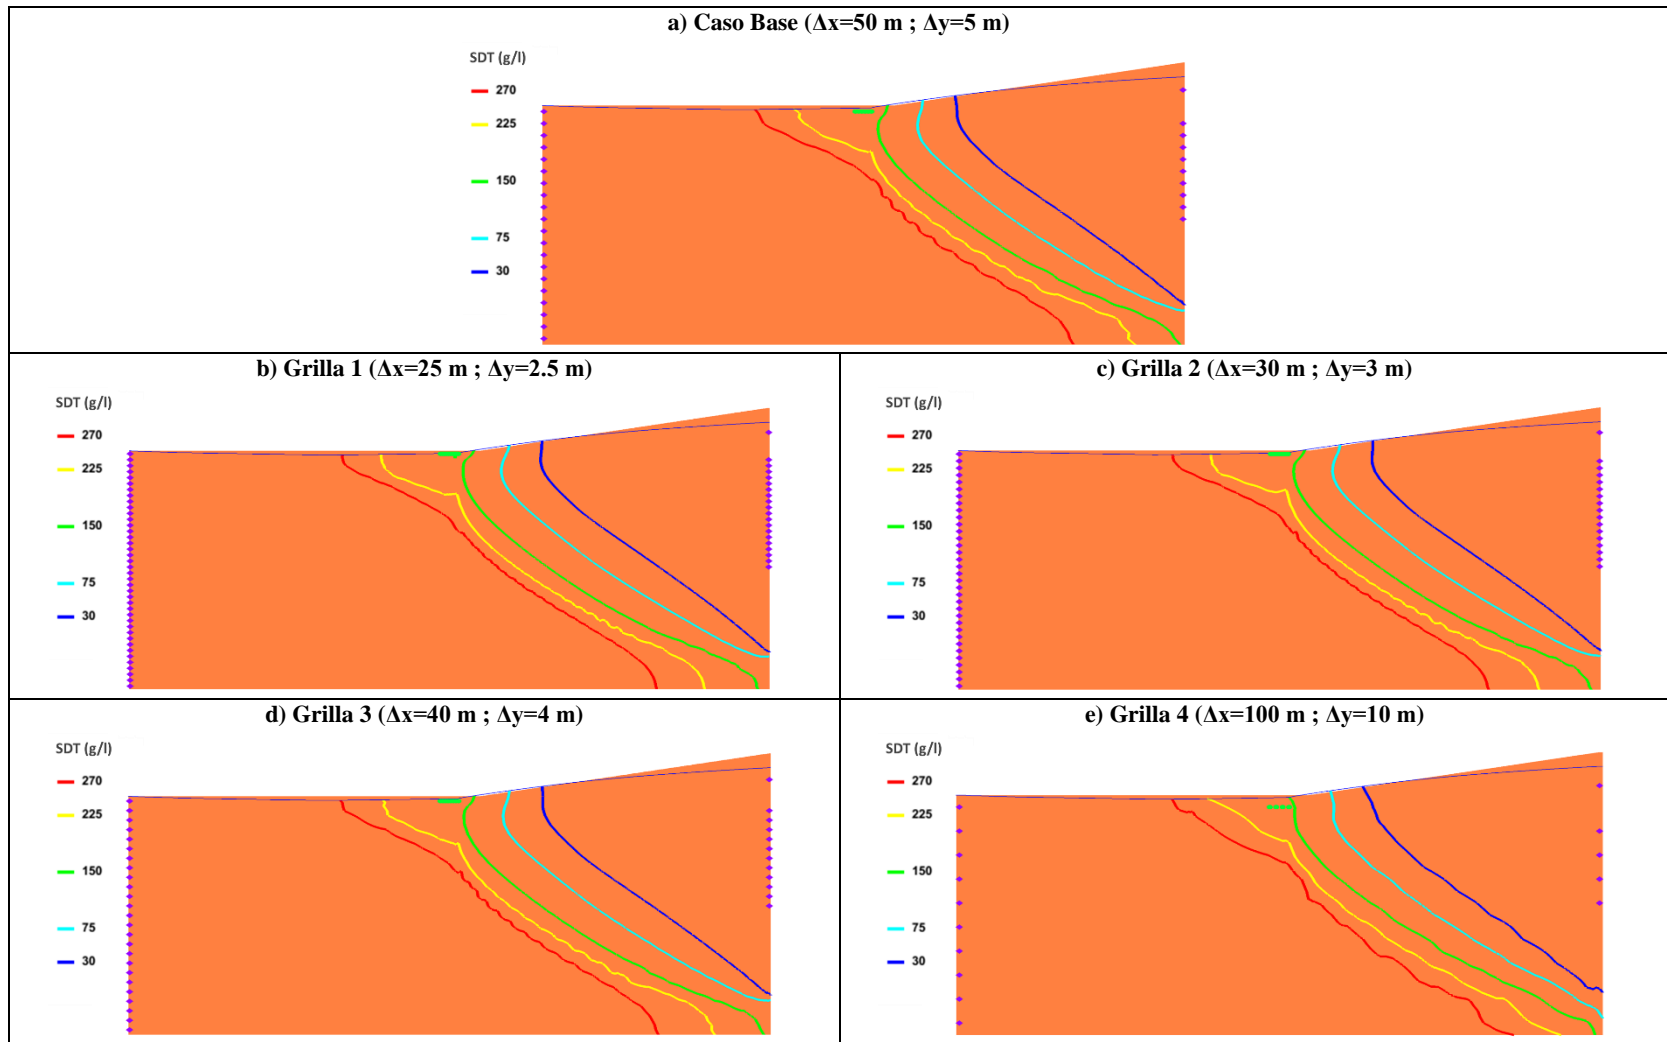 a) Caso Base (Δx=50 m ; Δy=5 m)
SDT (g/l)
270
225
150
75
30
b) Grilla 1 (Δx=25 m ; Δy=2.5 m)
SDT (g/l)
270
225
150
75
30
c) Grilla 2 (Δx=30 m ; Δy=3 m)
SDT (g/l)
270
225
150
75
30
d) Grilla 3 (Δx=40 m ; Δy=4 m)
SDT (g/l)
270
225
150
75
30
e) Grilla 4 (Δx=100 m ; Δy=10 m)
SDT (g/l)
270
225
150
75
30